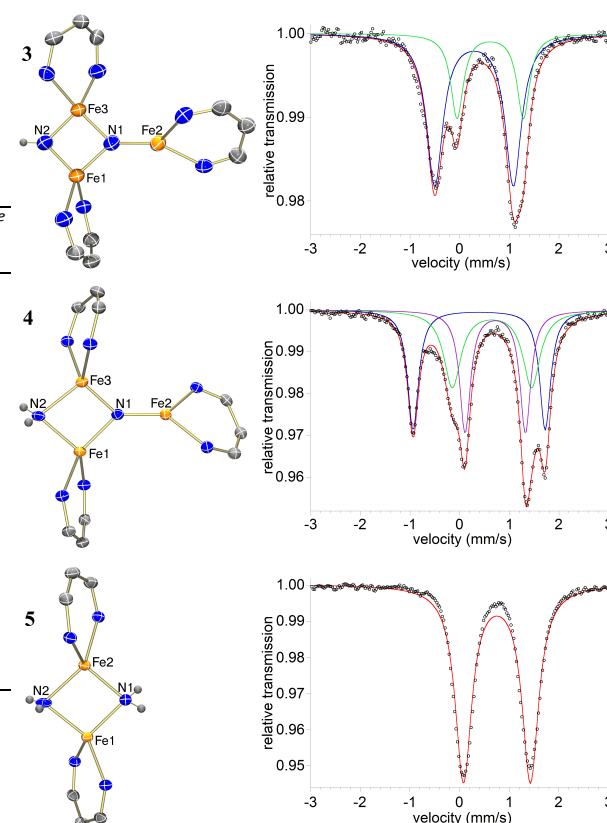 3
Fe3
N2
N1
Fe2
Fe1
e
relative transmission
1.00
0.99
0.98
-3 -2 -1 0 1 2 3
velocity (mm/s)
4
Fe3
N2
N1
Fe2
Fe1
relative transmission
1.00
0.99
0.98
0.97
0.96
-3 -2 -1 0 1 2 3
velocity (mm/s)
5
Fe2
N2
N1
Fe1
relative transmission
1.00
0.99
0.98
0.97
0.96
0.95
-3 -2 -1 0 1 2 3
velocity (mm/s)